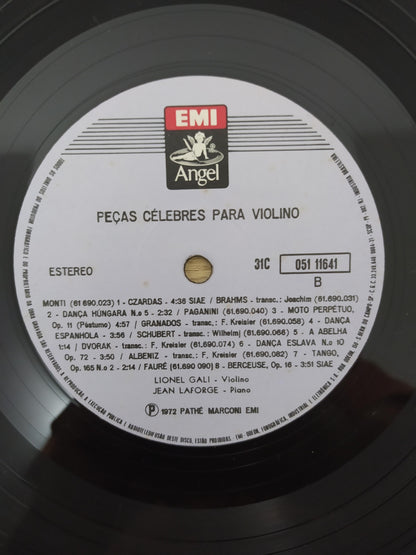 EMI
Angel
PEÇAS CÉLEBRES PARA VIOLINO
ESTEREO
31C 051 11641
B
MONTI (61.690.023) 1 - CZARDAS - 4:36 SIAE / BRAHMS - transc.: Joachim (61.690.031)
2 - DANÇA HÚNGARA N.o 5 - 2:32 / PAGANINI (61.690.040) 3 - MOTO PERPÉTUO,
Op. 11 (Póstumo) 4:57 / GRANADOS - transc.: F. Kreisler (61.690.058) 4 - DANÇA
ESPANHOLA - 3:56 / SCHUBERT - transc.: Wilhelmj (61.690.066) 5 - A ABELHA
1:14 / DVORAK - transc.: F. Kreisler (61.690.074) 6 - DANÇA ESLAVA N.o 10
Op. 72 - 3:50 / ALBENIZ - transc.: F. Kreisler (61.690.082) 7 - TANGO,
Op. 165 N.o 2 - 2:14 / FAURÉ (61.690 090) 8 - BERCEUSE, Op. 16 - 3:51 SIAE
LIONEL GALI - Violino
JEAN LAFORGE - Piano
Ⓟ 1972 PATHÉ MARCONI EMI